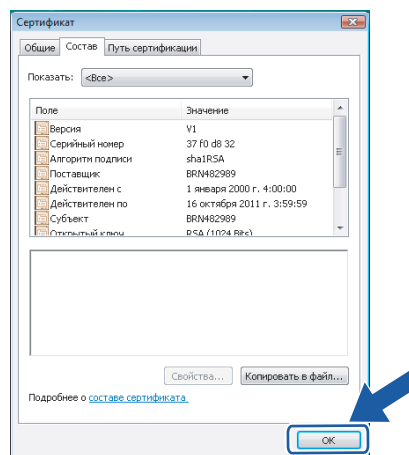 Сертификат
Общие Состав Путь сертификации
Показать: <Все>
Поле Значение
Версия V1
Серийный номер 37 f0 d8 32
Алгоритм подписи sha1RSA
Поставщик BRN482989
Действителен с 1 января 2000 г. 4:00:00
Действителен по 16 октября 2011 г. 3:59:59
Субъект BRN482989
Открытый ключ RSA (1024 Bits)
Свойства... Копировать в файл...
Подробнее о составе сертификата
OK